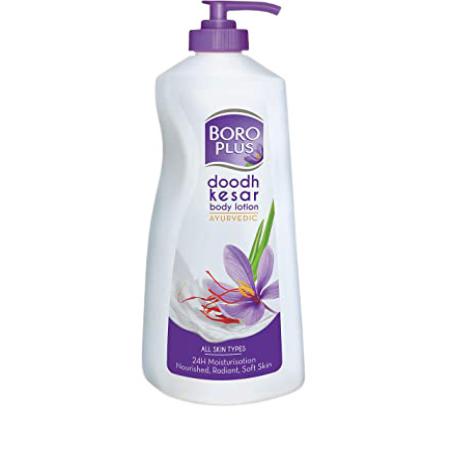 BORO
PLUS
doodh
kesar
body lotion
AYURVEDIC
ALL SKIN TYPES
24H Moisturisation
Nourished, Radiant, Soft Skin